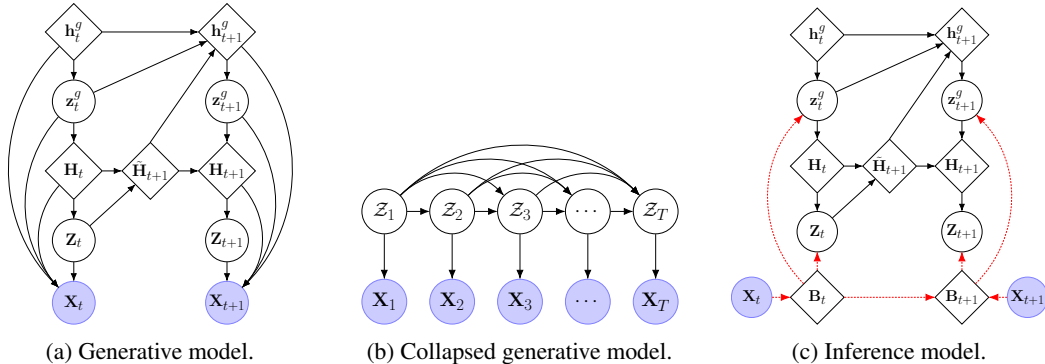 h_t^g h_{t+1}^g
z_t^g z_{t+1}^g
H_t H̃_{t+1} H_{t+1}
Z_t Z_{t+1}
X_t X_{t+1}
(a) Generative model.
𝒵_1 𝒵_2 𝒵_3 ⋯ 𝒵_T
X_1 X_2 X_3 ⋯ X_T
(b) Collapsed generative model.
h_t^g h_{t+1}^g
z_t^g z_{t+1}^g
H_t H̃_{t+1} H_{t+1}
Z_t Z_{t+1}
X_t B_t B_{t+1} X_{t+1}
(c) Inference model.